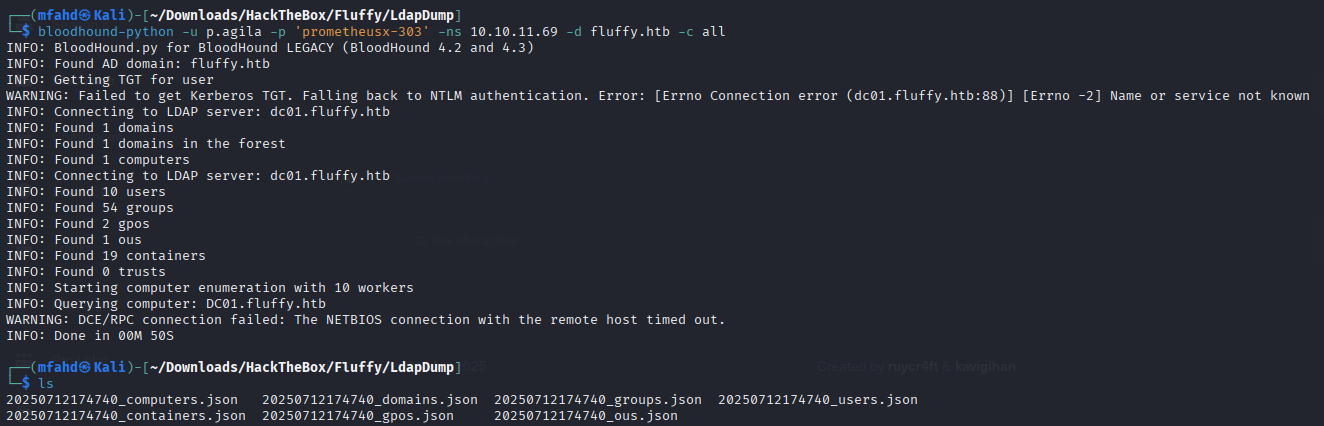 ┌──(mfahd㉿Kali)-[~/Downloads/HackTheBox/Fluffy/LdapDump]
└─$ bloodhound-python -u p.agila -p 'prometheusx-303' -ns 10.10.11.69 -d fluffy.htb -c all
INFO: BloodHound.py for BloodHound LEGACY (BloodHound 4.2 and 4.3)
INFO: Found AD domain: fluffy.htb
INFO: Getting TGT for user
WARNING: Failed to get Kerberos TGT. Falling back to NTLM authentication. Error: [Errno Connection error (dc01.fluffy.htb:88)] [Errno -2] Name or service not known
INFO: Connecting to LDAP server: dc01.fluffy.htb
INFO: Found 1 domains
INFO: Found 1 domains in the forest
INFO: Found 1 computers
INFO: Connecting to LDAP server: dc01.fluffy.htb
INFO: Found 10 users
INFO: Found 54 groups
INFO: Found 2 gpos
INFO: Found 1 ous
INFO: Found 19 containers
INFO: Found 0 trusts
INFO: Starting computer enumeration with 10 workers
INFO: Querying computer: DC01.fluffy.htb
WARNING: DCE/RPC connection failed: The NETBIOS connection with the remote host timed out.
INFO: Done in 00M 50S
┌──(mfahd㉿Kali)-[~/Downloads/HackTheBox/Fluffy/LdapDump]
2025 Created by ruycr4ft & kawigihan
└─$ ls
20250712174740_computers.json 20250712174740_domains.json 20250712174740_groups.json 20250712174740_users.json
20250712174740_containers.json 20250712174740_gpos.json 20250712174740_ous.json